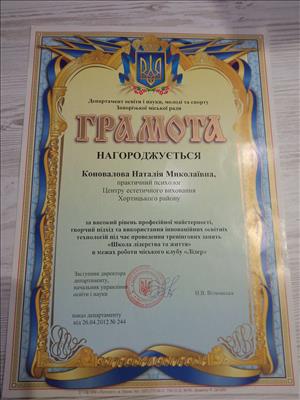 Департамент освіти і науки, молоді та спорту
Запорізької міської ради
ГРАМОТА
НАГОРОДЖУЄТЬСЯ
Коновалова Наталія Миколаївна,
практичний психолог
Центру естетичного виховання
Хортицького району
за високий рівень професійної майстерності,
творчий підхід та використання інноваційних освітніх
технологій під час проведення тренінгових занять
«Школа лідерства та життя»
в межах роботи міського клубу «Лідер»
Заступник директора
департаменту,
начальник управління
освіти і науки
наказ департаменту
від 26.04.2012 № 244